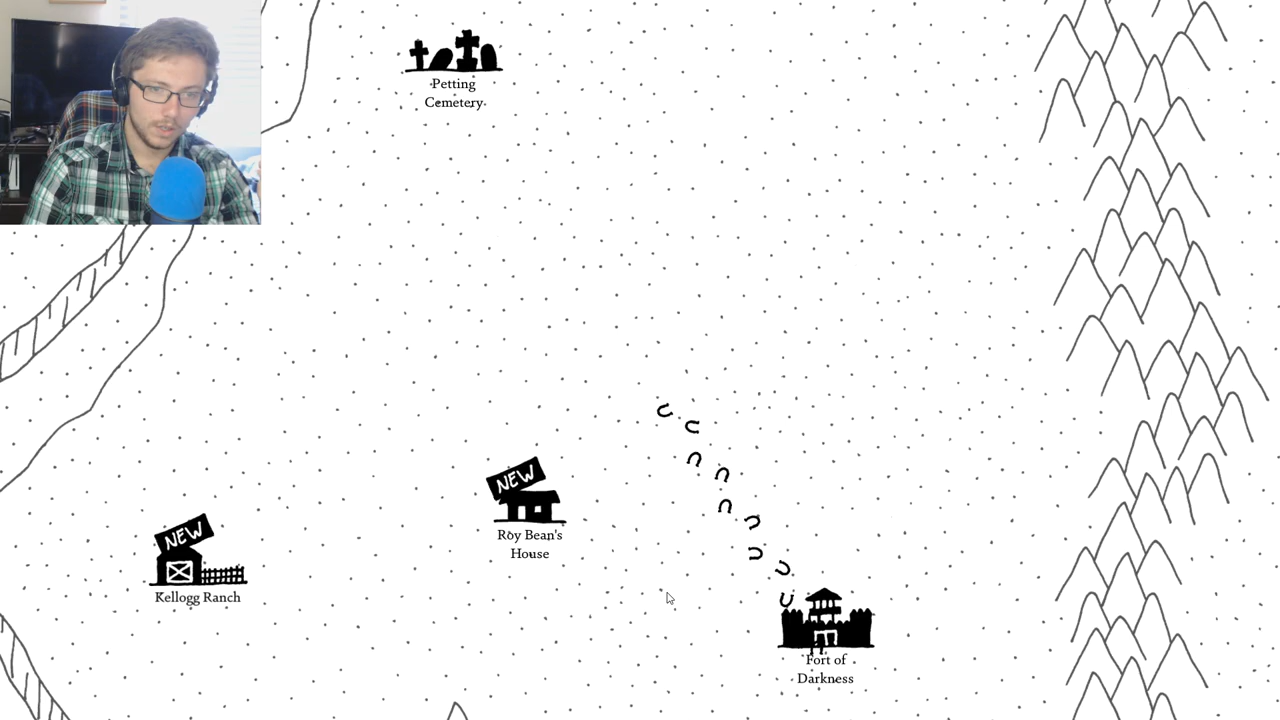 Petting
Cemetery
NEW
Roy Bean's
House
NEW
Kellogg Ranch
Fort of
Darkness